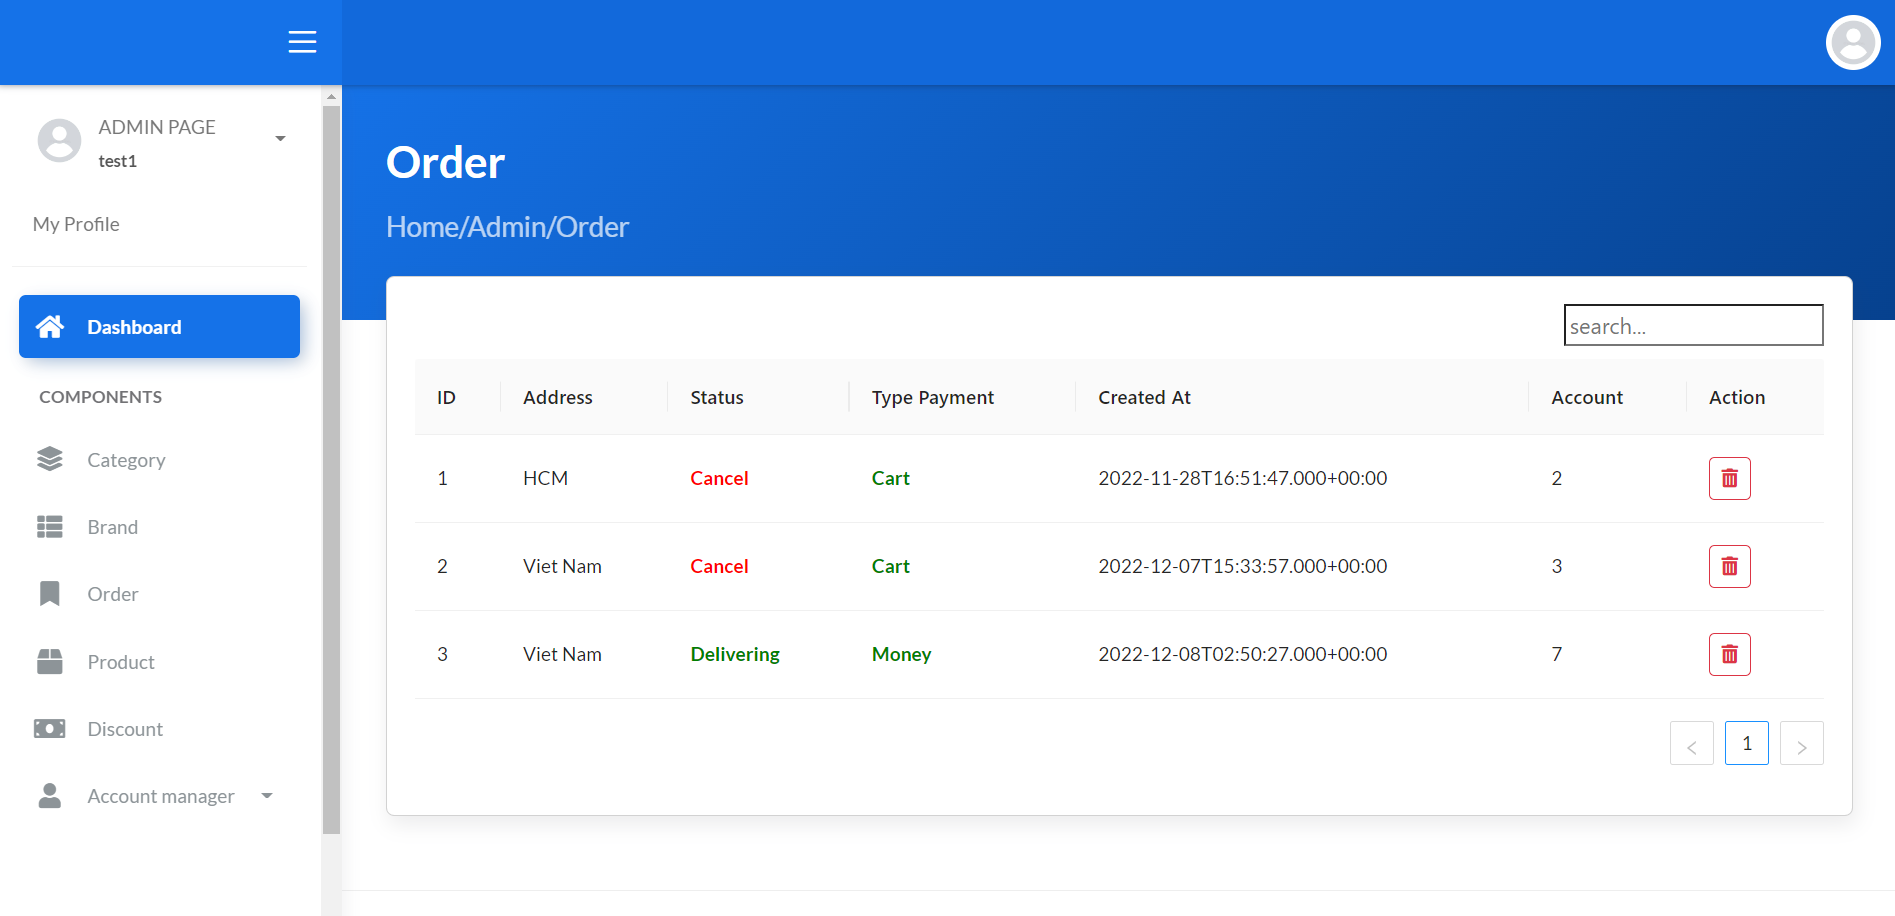 ADMIN PAGE
test1
My Profile
Dashboard
COMPONENTS
Category
Brand
Order
Product
Discount
Account manager
Order
Home/Admin/Order
search...
ID Address Status Type Payment Created At Account Action
1 HCM Cancel Cart 2022-11-28T16:51:47.000+00:00 2
2 Viet Nam Cancel Cart 2022-12-07T15:33:57.000+00:00 3
3 Viet Nam Delivering Money 2022-12-08T02:50:27.000+00:00 7
< 1 >